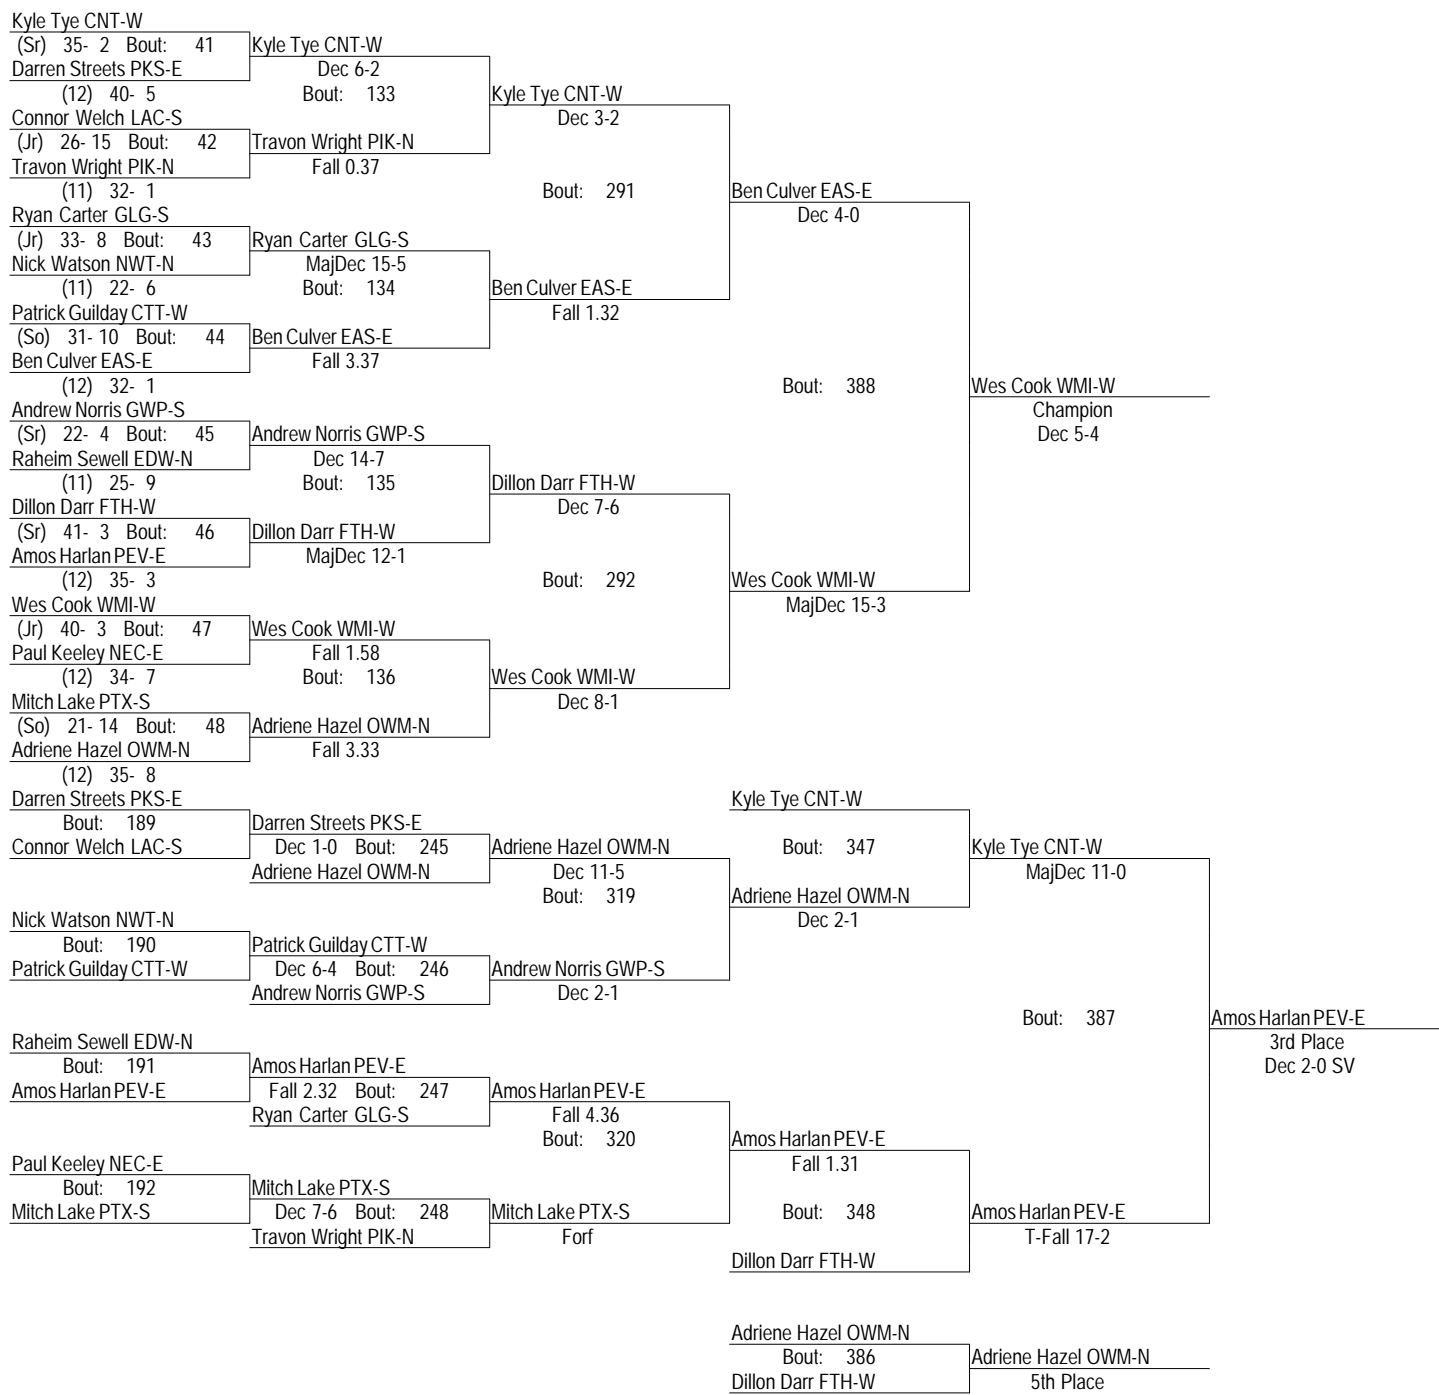 Kyle Tye CNT-W
(Sr) 35- 2 Bout: 41 Kyle Tye CNT-W
Darren Streets PKS-E Dec 6-2
(12) 40- 5 Bout: 133 Kyle Tye CNT-W
Connor Welch LAC-S Dec 3-2
(Jr) 26- 15 Bout: 42 Travon Wright PIK-N
Travon Wright PIK-N Fall 0.37
(11) 32- 1 Bout: 291 Ben Culver EAS-E
Ryan Carter GLG-S Dec 4-0
(Jr) 33- 8 Bout: 43 Ryan Carter GLG-S
Nick Watson NWT-N MajDec 15-5
(11) 22- 6 Bout: 134 Ben Culver EAS-E
Patrick Guilday CTT-W Fall 1.32
(So) 31- 10 Bout: 44 Ben Culver EAS-E
Ben Culver EAS-E Fall 3.37
(12) 32- 1 Bout: 388 Wes Cook WMI-W
Andrew Norris GWP-S Champion
(Sr) 22- 4 Bout: 45 Andrew Norris GWP-S Dec 5-4
Raheim Sewell EDW-N Dec 14-7
(11) 25- 9 Bout: 135 Dillon Darr FTH-W
Dillon Darr FTH-W Dec 7-6
(Sr) 41- 3 Bout: 46 Dillon Darr FTH-W
Amos Harlan PEV-E MajDec 12-1
(12) 35- 3 Bout: 292 Wes Cook WMI-W
Wes Cook WMI-W MajDec 15-3
(Jr) 40- 3 Bout: 47 Wes Cook WMI-W
Paul Keeley NEC-E Fall 1.58
(12) 34- 7 Bout: 136 Wes Cook WMI-W
Mitch Lake PTX-S Dec 8-1
(So) 21- 14 Bout: 48 Adriene Hazel OWM-N
Adriene Hazel OWM-N Fall 3.33
(12) 35- 8
Darren Streets PKS-E Kyle Tye CNT-W
Bout: 189 Darren Streets PKS-E
Connor Welch LAC-S Dec 1-0 Bout: 245 Adriene Hazel OWM-N Bout: 347 Kyle Tye CNT-W
Adriene Hazel OWM-N Dec 11-5 MajDec 11-0
Bout: 319 Adriene Hazel OWM-N
Nick Watson NWT-N Dec 2-1
Bout: 190 Patrick Guilday CTT-W
Patrick Guilday CTT-W Dec 6-4 Bout: 246 Andrew Norris GWP-S
Andrew Norris GWP-S Dec 2-1
Bout: 387 Amos Harlan PEV-E
Raheim Sewell EDW-N 3rd Place
Bout: 191 Amos Harlan PEV-E Dec 2-0 SV
Amos Harlan PEV-E Fall 2.32 Bout: 247 Amos Harlan PEV-E
Ryan Carter GLG-S Fall 4.36
Bout: 320 Amos Harlan PEV-E
Paul Keeley NEC-E Fall 1.31
Bout: 192 Mitch Lake PTX-S
Mitch Lake PTX-S Dec 7-6 Bout: 248 Mitch Lake PTX-S Bout: 348 Amos Harlan PEV-E
Travon Wright PIK-N Forf T-Fall 17-2
Dillon Darr FTH-W
Adriene Hazel OWM-N
Bout: 386 Adriene Hazel OWM-N
Dillon Darr FTH-W 5th Place